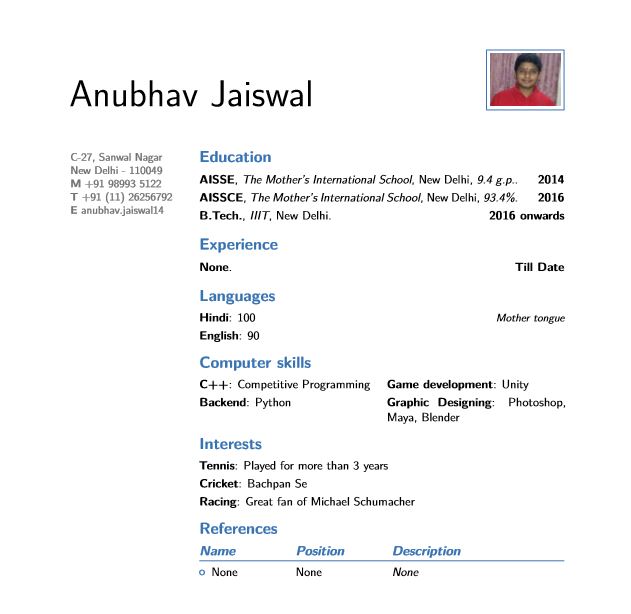 Anubhav Jaiswal
C-27, Sanwal Nagar
New Delhi - 110049
M +91 98993 5122
T +91 (11) 26256792
E anubhav.jaiswal14
Education
AISSE, The Mother's International School, New Delhi, 9.4 g.p.. 2014
AISSCE, The Mother's International School, New Delhi, 93.4%. 2016
B.Tech., IIIT, New Delhi. 2016 onwards
Experience
None. Till Date
Languages
Hindi: 100 Mother tongue
English: 90
Computer skills
C++: Competitive Programming Game development: Unity
Backend: Python Graphic Designing: Photoshop,
Maya, Blender
Interests
Tennis: Played for more than 3 years
Cricket: Bachpan Se
Racing: Great fan of Michael Schumacher
References
Name Position Description
None None None